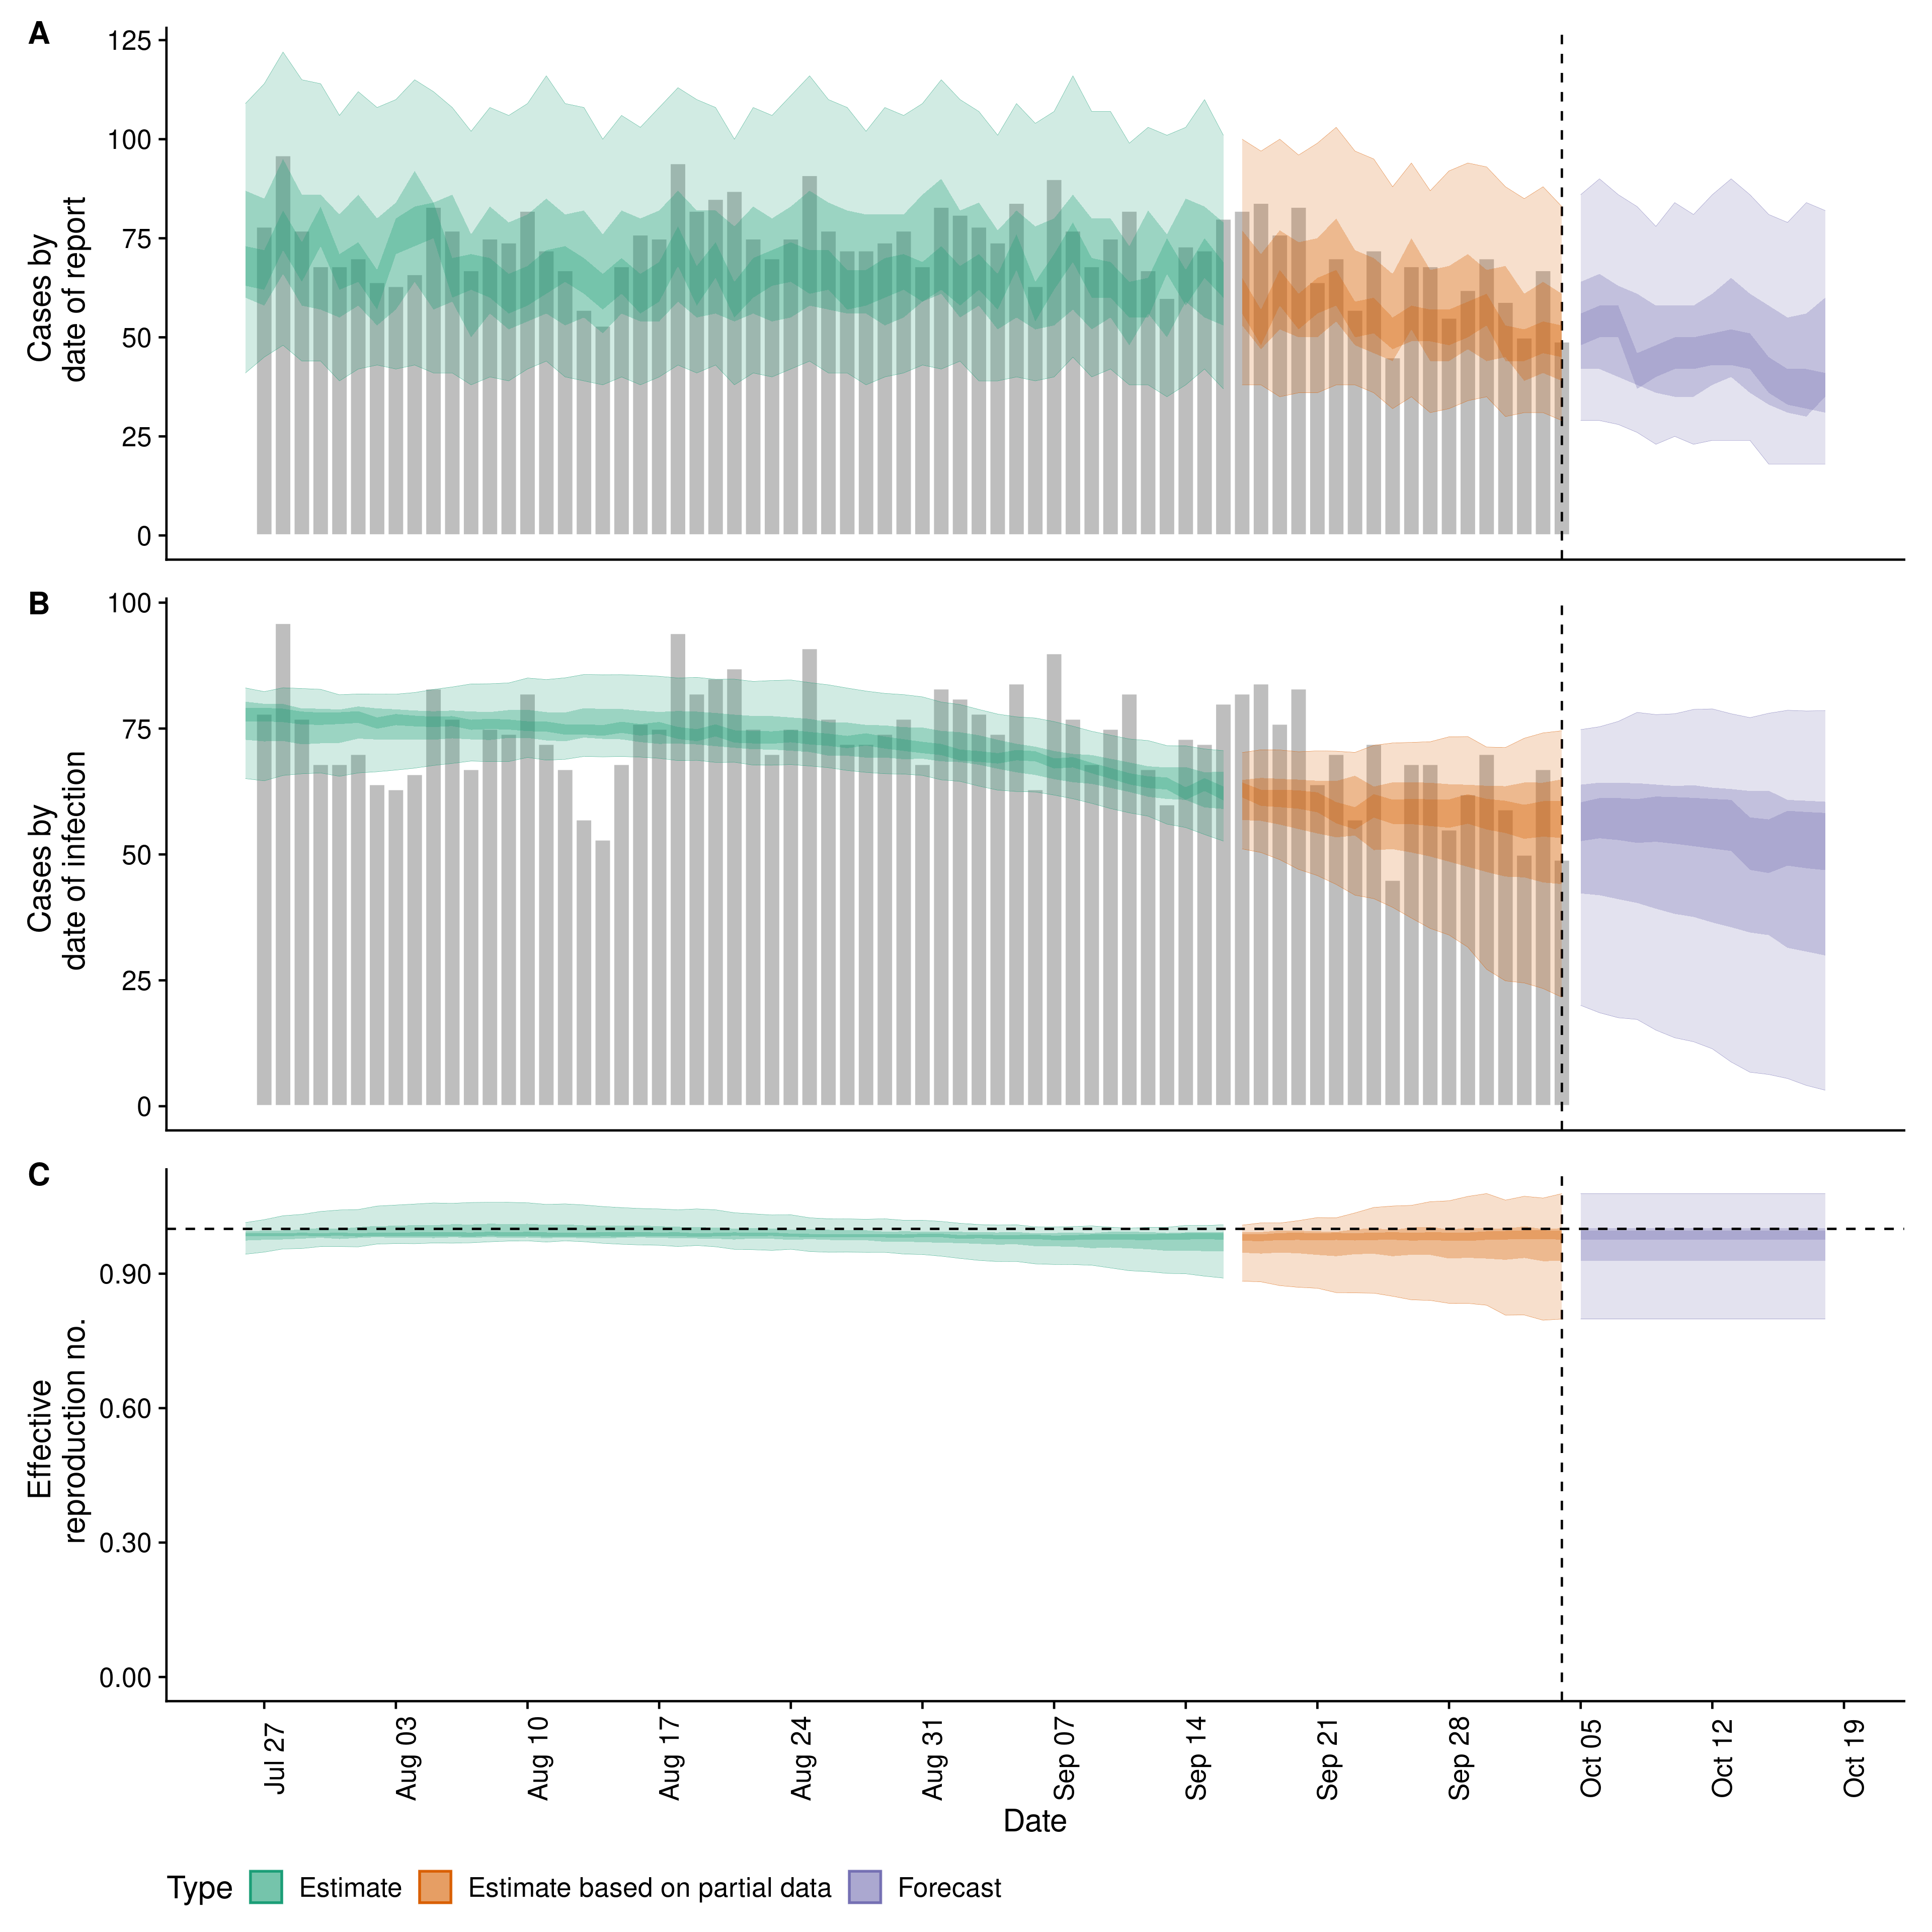 A
125
100
75
50
25
0
Cases by
date of report
B
100
75
50
25
0
Cases by
date of infection
C
0.90
0.60
0.30
0.00
Effective
reproduction no.
Jul 27
Aug 03
Aug 10
Aug 17
Aug 24
Aug 31
Sep 07
Sep 14
Sep 21
Sep 28
Oct 05
Oct 12
Oct 19
Date
Type Estimate Estimate based on partial data Forecast